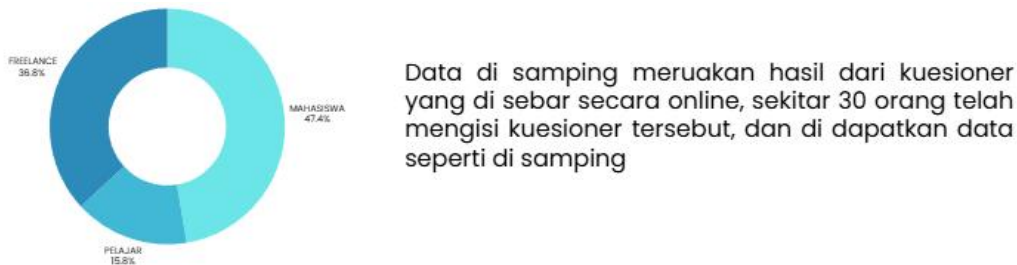 FREELANCE
36.8%
MAHASISWA
47.4%
PELAJAR
15.8%
Data di samping meruakan hasil dari kuesioner
yang di sebar secara online, sekitar 30 orang telah
mengisi kuesioner tersebut, dan di dapatkan data
seperti di samping